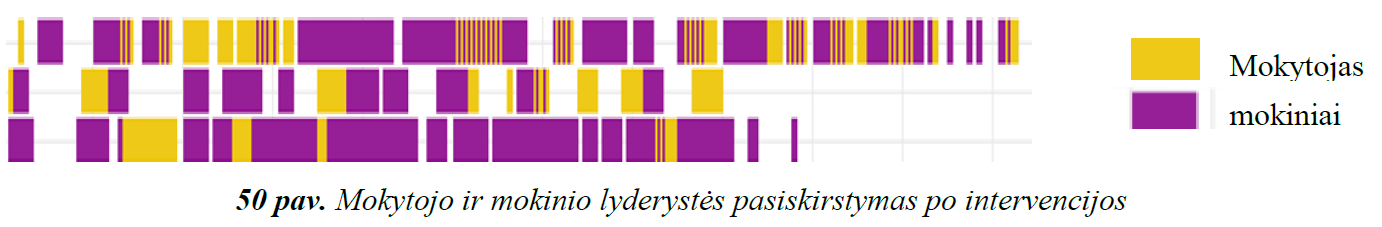 Mokytojas
mokiniai
50 pav. Mokytojo ir mokinio lyderystės pasiskirstymas po intervencijos